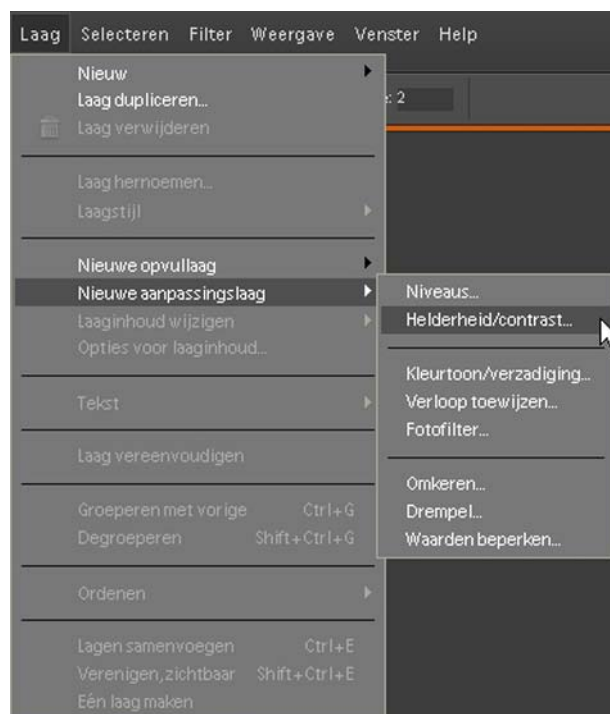 Laag Selecteren Filter Weergave Venster Help
Nieuw
Laag dupliceren...
: 2
Laag verwijderen
Laag hernoemen...
Laagstijl
Nieuwe opvullaag
Nieuwe aanpassingslaag
Niveaus...
Laaginhoud wijzigen
Helderheid/contrast...
Opties voor laaginhoud...
Kleurtoon/verzadiging...
Tekst
Verloop toewijzen...
Fotofilter...
Laag vereenvoudigen
Omkeren...
Groeperen met vorige Ctrl+G
Drempel...
Degroeperen Shift+Ctrl+G
Waarden beperken...
Ordenen
Lagen samenvoegen Ctrl+E
Verenigen, zichtbaar Shift+Ctrl+E
Eén laag maken